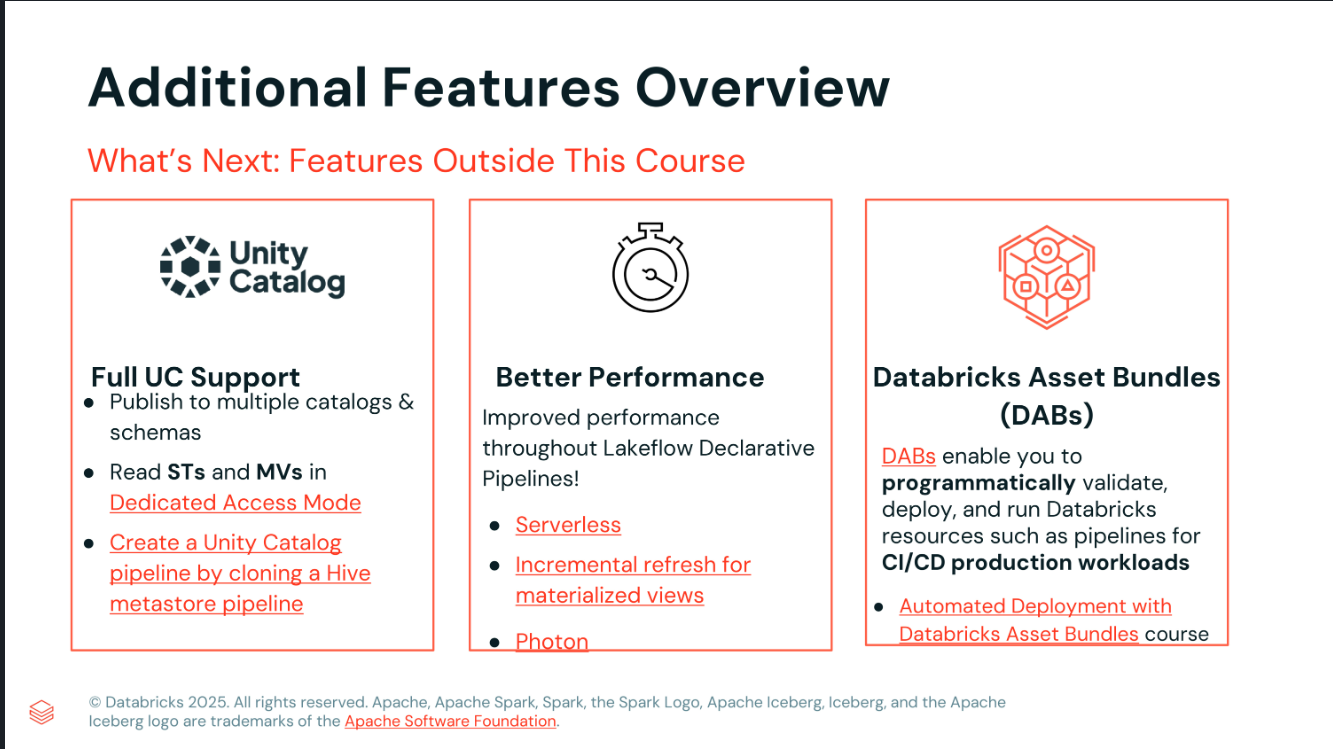 Additional Features Overview
What's Next: Features Outside This Course
Unity
Catalog
Full UC Support
● Publish to multiple catalogs &
schemas
● Read STs and MVs in
Dedicated Access Mode
● Create a Unity Catalog
pipeline by cloning a Hive
metastore pipeline
Better Performance
Improved performance
throughout Lakeflow Declarative
Pipelines!
● Serverless
● Incremental refresh for
materialized views
● Photon
Databricks Asset Bundles
(DABs)
DABs enable you to
programmatically validate,
deploy, and run Databricks
resources such as pipelines for
CI/CD production workloads
● Automated Deployment with
Databricks Asset Bundles course
© Databricks 2025. All rights reserved. Apache, Apache Spark, Spark, the Spark Logo, Apache Iceberg, Iceberg, and the Apache
Iceberg logo are trademarks of the Apache Software Foundation.